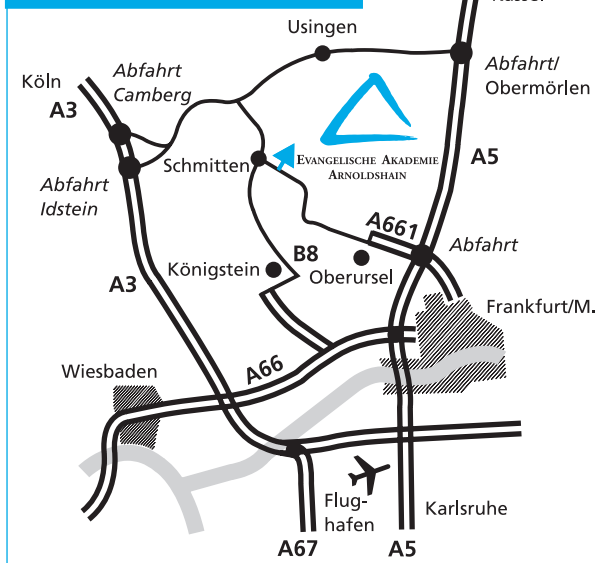 Usingen
Köln
A3
Abfahrt
Camberg
Abfahrt/
Obermörlen
EVANGELISCHE AKADEMIE
ARNOLDSHAIN
A5
Schmitten
Abfahrt
Idstein
A661
Abfahrt
B8
Königstein
Oberursel
A3
Frankfurt/M.
Wiesbaden
A66
Flug-
hafen
Karlsruhe
A67
A5